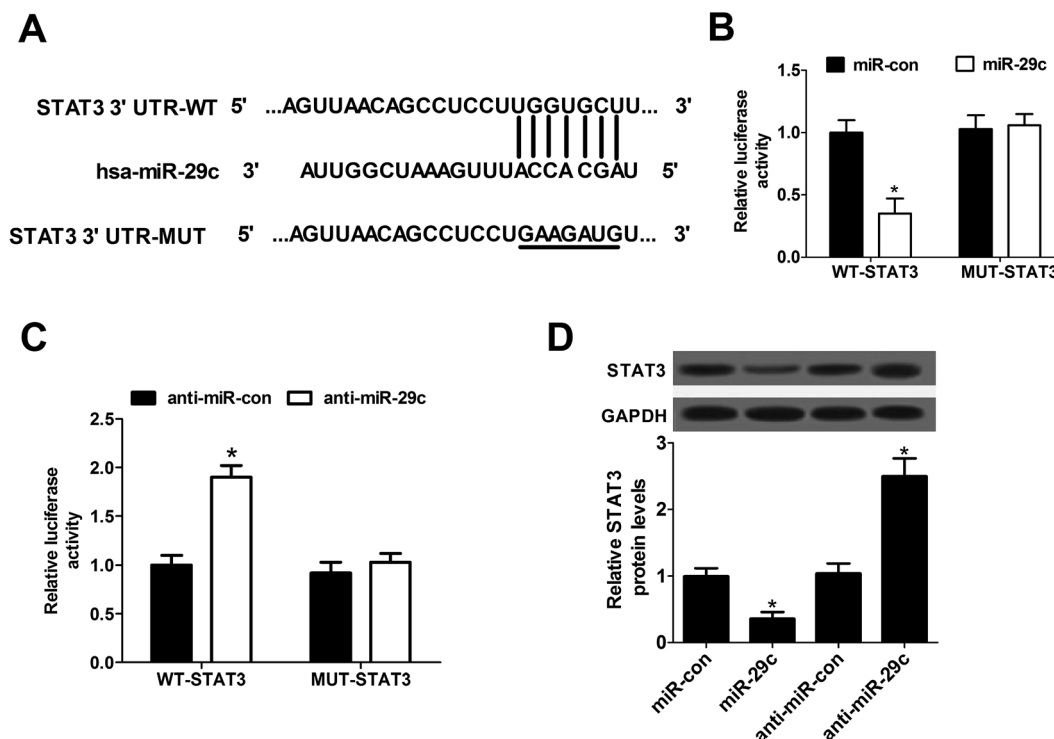 A
STAT3 3' UTR-WT 5' ...AGUUAACAGCCUCCUUGGUGCUU... 3'
hsa-miR-29c 3' AUUGGCUAAAGUUUACCACGAU 5'
STAT3 3' UTR-MUT 5' ...AGUUAACAGCCUCCUGAAGAUGU... 3'
B
miR-con miR-29c
Relative luciferase activity
1.5
1.0
0.5
0.0
*
WT-STAT3 MUT-STAT3
C
anti-miR-con anti-miR-29c
Relative luciferase activity
2.5
2.0
1.5
1.0
0.5
0.0
*
WT-STAT3 MUT-STAT3
D
STAT3
GAPDH
Relative STAT3 protein levels
3
2
1
0
*
*
miR-con
miR-29c
anti-miR-con
anti-miR-29c